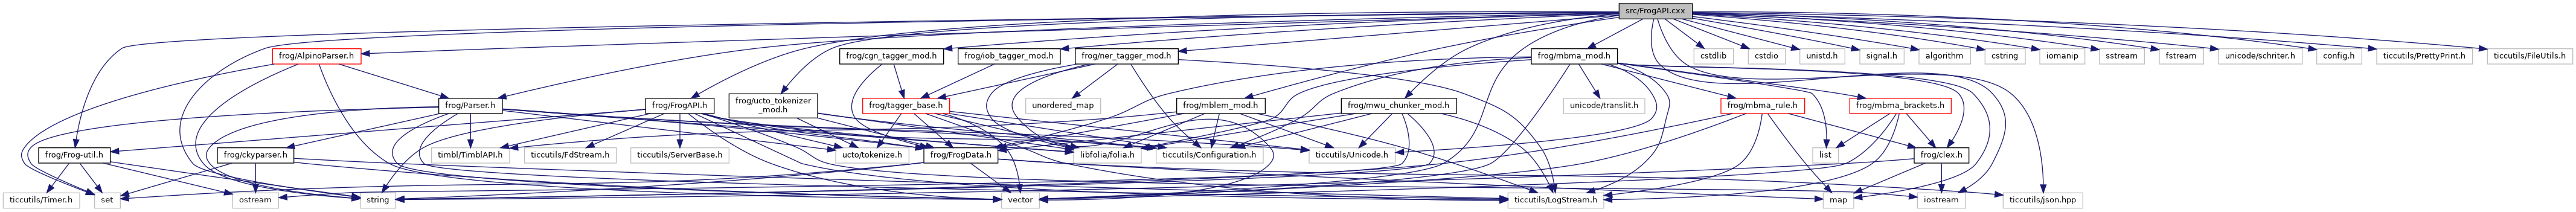 src/FrogAPI.cxx
frog/AlpinoParser.h
frog/cgn_tagger_mod.h
frog/iob_tagger_mod.h
frog/ner_tagger_mod.h
frog/mbma_mod.h
cstdlib
cstdio
unistd.h
signal.h
algorithm
cstring
iomanip
sstream
fstream
unicode/schriter.h
config.h
ticcutils/PrettyPrint.h
ticcutils/FileUtils.h
frog/Parser.h
frog/FrogAPI.h
frog/ucto_tokenizer
_mod.h
frog/tagger_base.h
unordered_map
frog/mblem_mod.h
frog/mwu_chunker_mod.h
unicode/translit.h
frog/mbma_rule.h
frog/mbma_brackets.h
frog/Frog-util.h
frog/ckyparser.h
timbl/TimblAPI.h
ticcutils/FdStream.h
ticcutils/ServerBase.h
ucto/tokenize.h
frog/FrogData.h
libfolia/folia.h
ticcutils/Configuration.h
ticcutils/Unicode.h
list
frog/clex.h
ticcutils/Timer.h
set
ostream
string
vector
ticcutils/LogStream.h
map
iostream
ticcutils/json.hpp